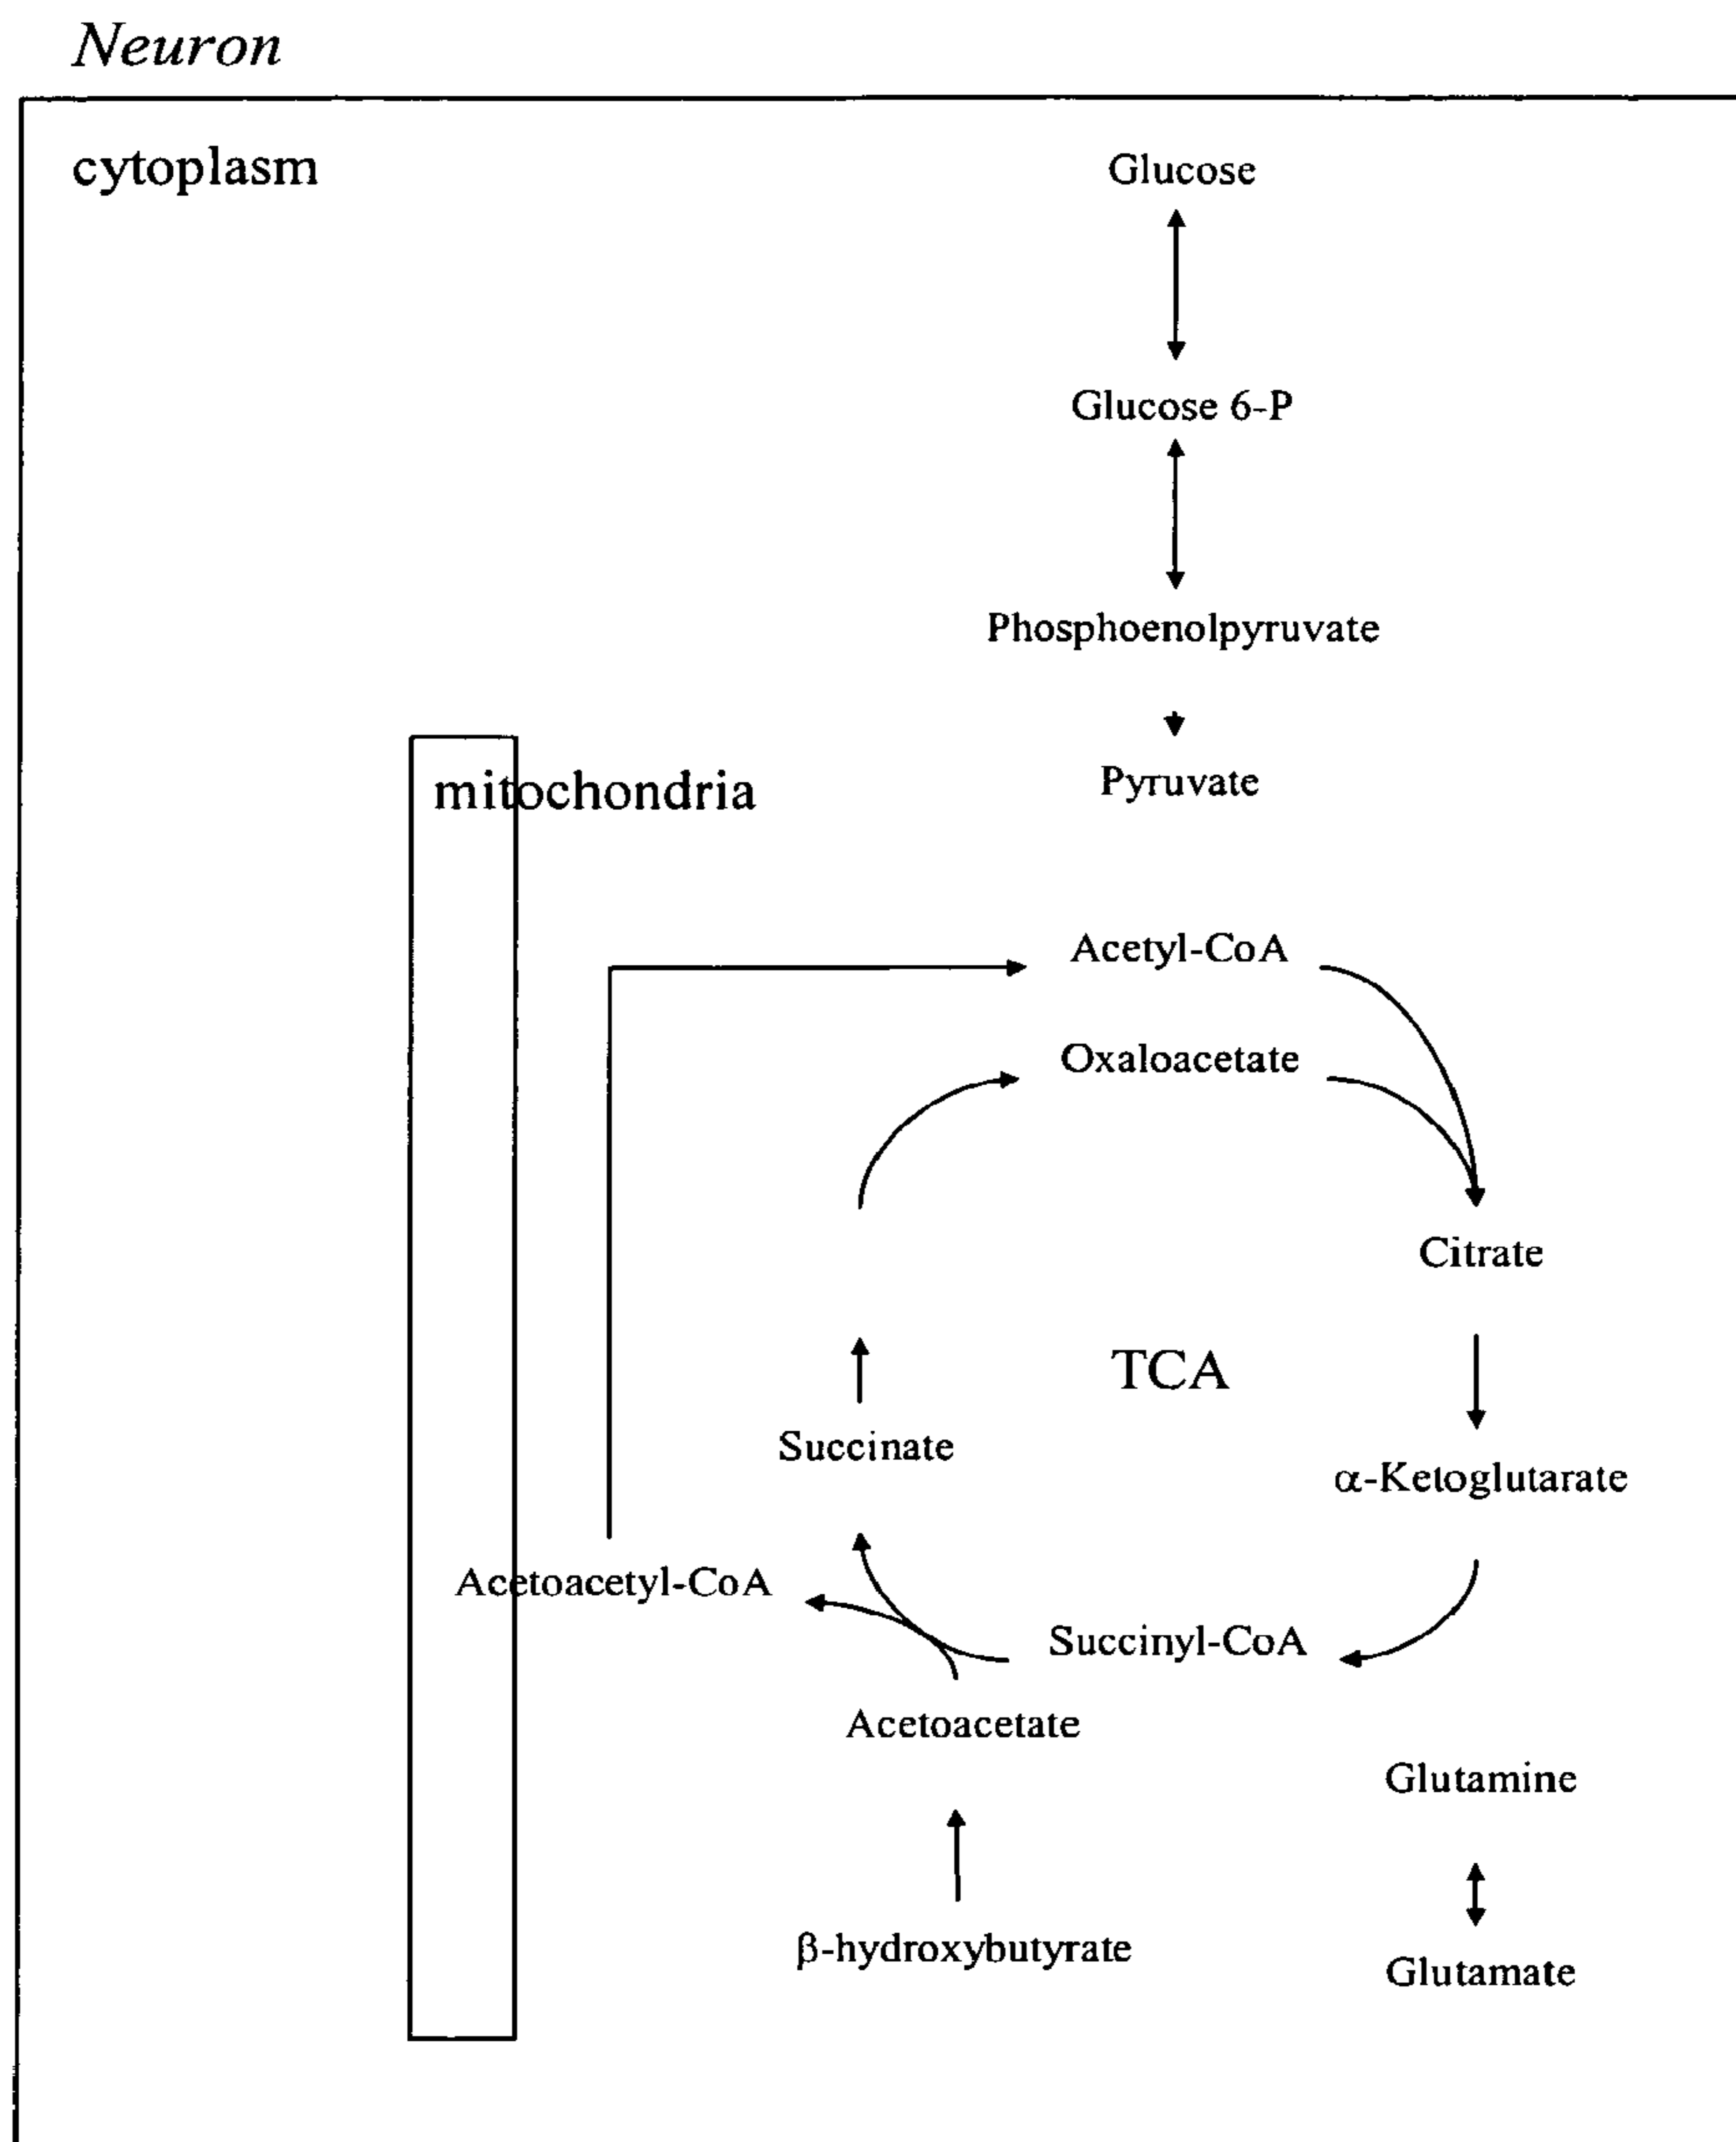 Neuron
cytoplasm
Glucose
Glucose 6-P
Phosphoenolpyruvate
mitochondria
Pyruvate
Acetyl-CoA
Oxaloacetate
Citrate
TCA
Succinate
α-Ketoglutarate
Acetoacetyl-CoA
Succinyl-CoA
Acetoacetate
Glutamine
β-hydroxybutyrate
Glutamate